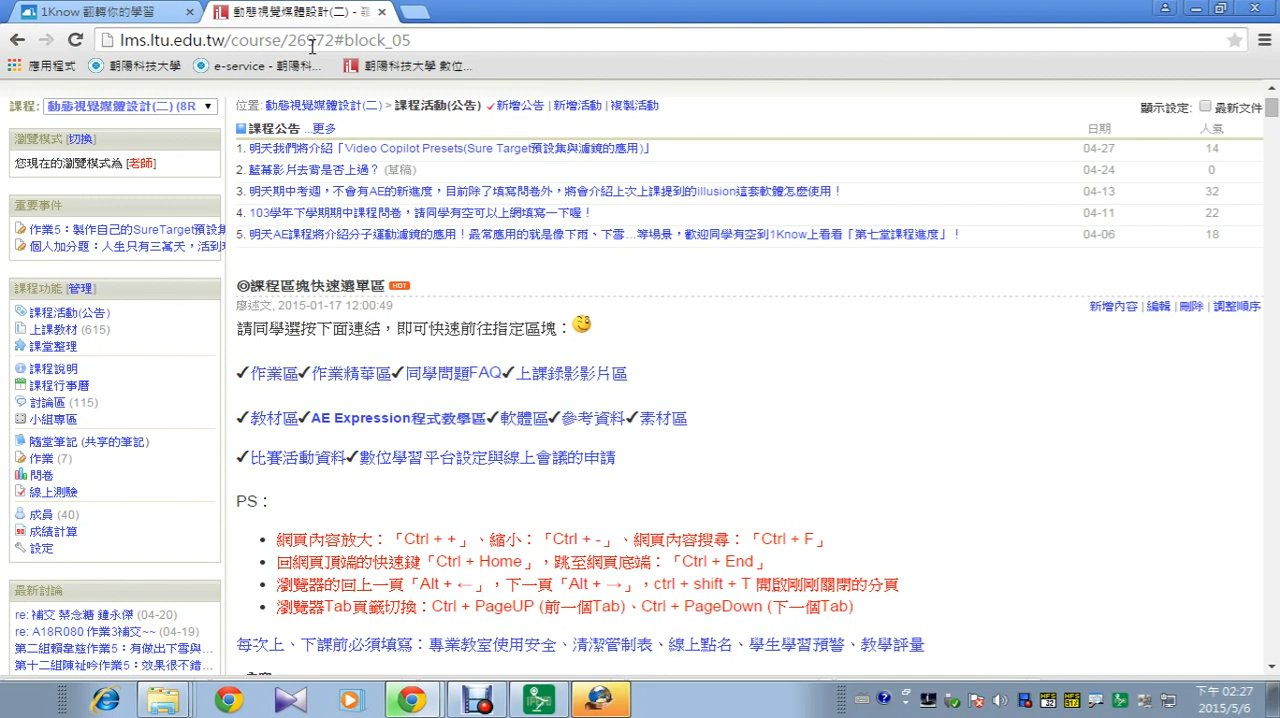 1Know 翻轉你的學習
動態視覺媒體設計(二) -
lms.ltu.edu.tw/course/26972#block_05
應用程式
朝陽科技大學
e-service - 朝陽科...
朝陽科技大學 數位...
課程:
動態視覺媒體設計(二) (8R
位置: 動態視覺媒體設計(二) > 課程活動(公告) 新增公告 | 新增活動 | 複製活動
顯示設定: 最新文件
瀏覽模式 [切換]
您現在的瀏覽模式為 [老師]
課程公告 ...更多
日期
人氣
1. 明天我們將介紹「Video Copilot Presets(Sure Target預設集與濾鏡的應用)」
04-27
14
2. 藍幕影片去背是否上過？ (草稿)
04-24
0
3. 明天期中考週，不會有AE的新進度，目前除了填寫問卷外，將會介紹上次上課提到的illusion這套軟體怎麼使用！
04-13
32
4. 103學年下學期期中課程問卷，請同學有空可以上網填寫一下喔！
04-11
22
5. 明天AE課程將介紹分子運動濾鏡的應用！最常應用的就是像下雨、下雪...等場景，歡迎同學有空到1Know上看看「第七堂課程進度」！
04-06
18
重要事件
作業5：製作自己的SureTarget預設集
個人加分題：人生只有三萬天，活到
課程功能 [管理]
課程活動(公告)
上課教材 (615)
課堂整理
課程說明
課程行事曆
討論區 (115)
小組專區
隨堂筆記 (共享的筆記)
作業 (7)
問卷
線上測驗
成員 (40)
成績計算
設定
最新討論
re: 補交 禁念豬 鐘永傑 (04-20)
re: A18R080 作業3補交~~ (04-19)
第二組賴韋荵作業5：有做出下雪與...
第十二組陳祉吟作業5：效果很不錯...
◎課程區塊快速選單區 HOT
廖述文, 2015-01-17 12:00:49
新增內容 | 編輯 | 刪除 | 調整順序
請同學選按下面連結，即可快速前往指定區塊：
✓作業區✓作業精華區✓同學問題FAQ✓上課錄影影片區
✓教材區✓AE Expression程式教學區✓軟體區✓參考資料✓素材區
✓比賽活動資料✓數位學習平台設定與線上會議的申請
PS：
• 網頁內容放大：「Ctrl + +」、縮小：「Ctrl + -」、網頁內容搜尋：「Ctrl + F」
• 回網頁頂端的快速鍵「Ctrl + Home」，跳至網頁底端：「Ctrl + End」
• 瀏覽器的回上一頁「Alt + ←」，下一頁「Alt + →」，ctrl + shift + T 開啟剛剛關閉的分頁
• 瀏覽器Tab頁籤切換：Ctrl + PageUP (前一個Tab)、Ctrl + PageDown (下一個Tab)
每次上、下課前必須填寫：專業教室使用安全、清潔管制表、線上點名、學生學習預警、教學評量
下午 02:27
2015/5/6